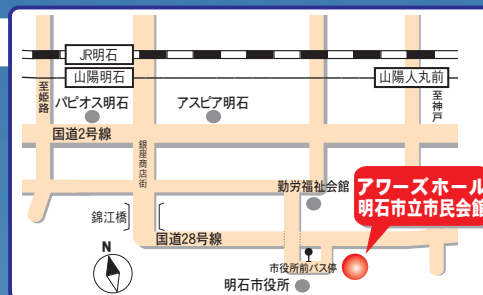 JR明石
山陽明石
山陽人丸前
至姫路
至神戸
パピオス明石
アスピア明石
国道2号線
銀座商店街
勤労福祉会館
アワーズホール
明石市立市民会館
錦江橋
国道28号線
N
市役所前バス停
明石市役所